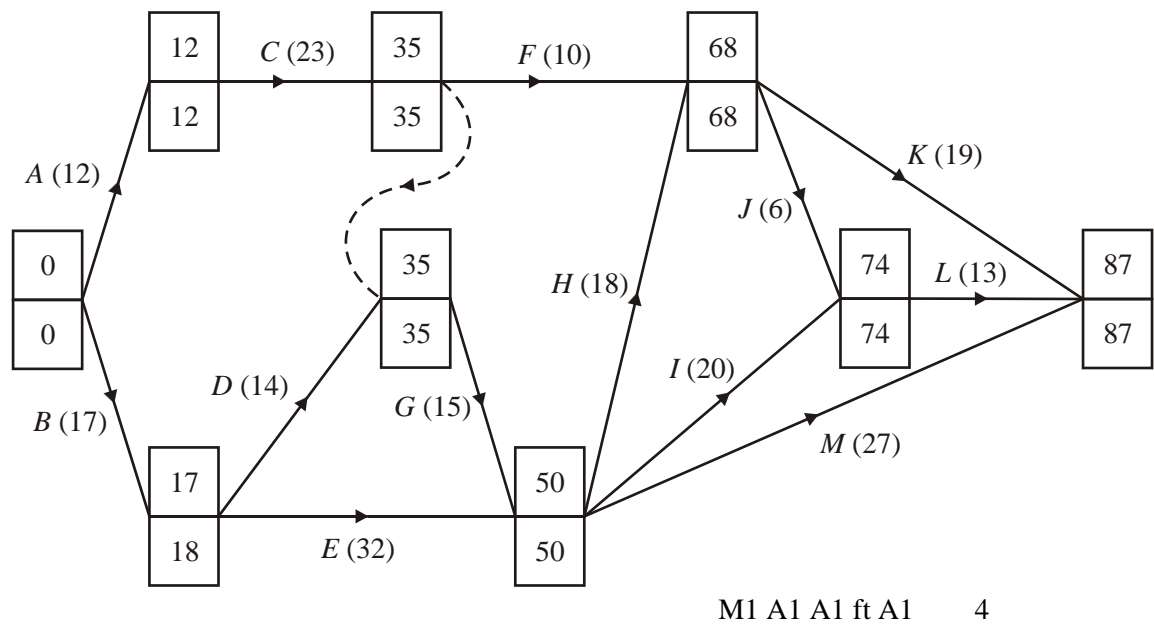 12
35
68
C (23)
F (10)
12
35
68
K (19)
A (12)
J (6)
0
35
74
L (13)
87
H (18)
0
35
74
87
I (20)
D (14)
G (15)
B (17)
M (27)
17
50
18
E (32)
50
M1 A1 A1 ft A1 4